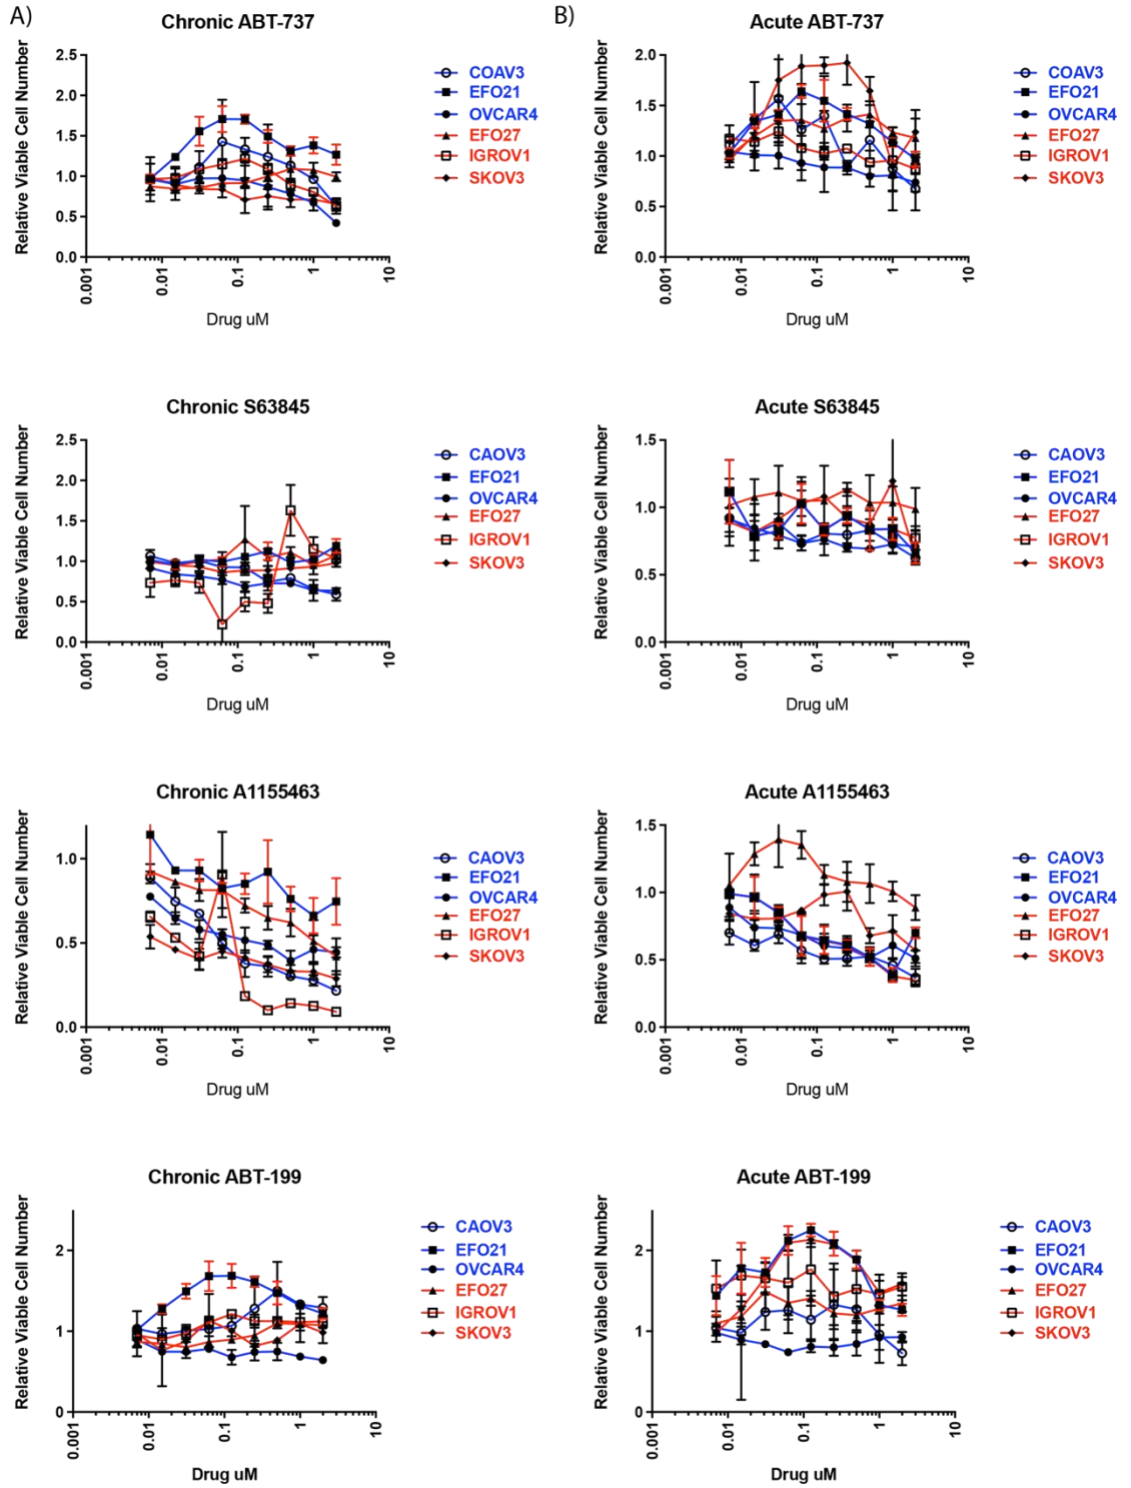 A)
Chronic ABT-737
Relative Viable Cell Number
2.5
2.0
1.5
1.0
0.5
0.0
0.001
0.01
0.1
1
10
Drug uM
COAV3
EFO21
OVCAR4
EFO27
IGROV1
SKOV3
B)
Acute ABT-737
Relative Viable Cell Number
2.0
1.5
1.0
0.5
0.0
0.001
0.01
0.1
1
10
Drug uM
COAV3
EFO21
OVCAR4
EFO27
IGROV1
SKOV3
Chronic S63845
Relative Viable Cell Number
2.5
2.0
1.5
1.0
0.5
0.0
0.001
0.01
0.1
1
10
Drug uM
CAOV3
EFO21
OVCAR4
EFO27
IGROV1
SKOV3
Acute S63845
Relative Viable Cell Number
1.5
1.0
0.5
0.0
0.001
0.01
0.1
1
10
Drug uM
CAOV3
EFO21
OVCAR4
EFO27
IGROV1
SKOV3
Chronic A1155463
Relative Viable Cell Number
1.0
0.5
0.0
0.001
0.01
0.1
1
10
Drug uM
CAOV3
EFO21
OVCAR4
EFO27
IGROV1
SKOV3
Acute A1155463
Relative Viable Cell Number
1.5
1.0
0.5
0.0
0.001
0.01
0.1
1
10
Drug uM
CAOV3
EFO21
OVCAR4
EFO27
IGROV1
SKOV3
Chronic ABT-199
Relative Viable Cell Number
2
1
0
0.001
0.01
0.1
1
10
Drug uM
CAOV3
EFO21
OVCAR4
EFO27
IGROV1
SKOV3
Acute ABT-199
Relative Viable Cell Number
2
1
0
0.001
0.01
0.1
1
10
Drug uM
CAOV3
EFO21
OVCAR4
EFO27
IGROV1
SKOV3